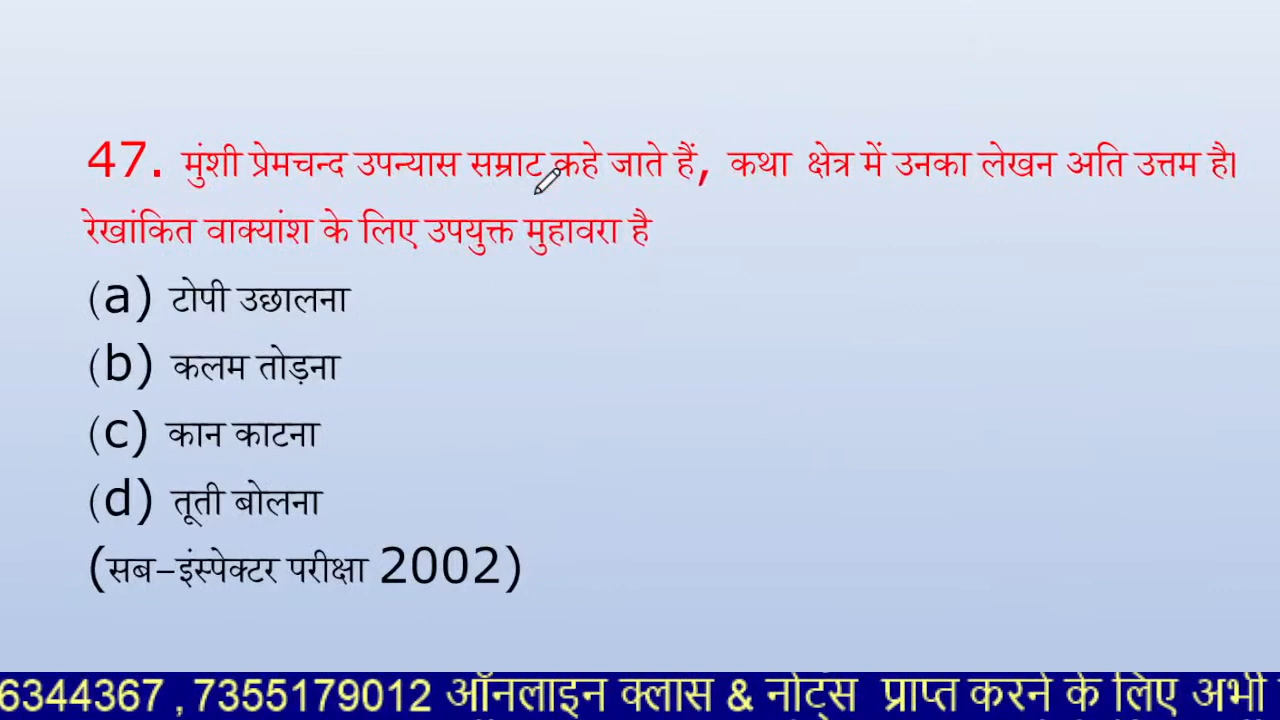 47. मुंशी प्रेमचन्द उपन्यास सम्राट कहे जाते हैं, कथा क्षेत्र में उनका लेखन अति उत्तम है।
रेखांकित वाक्यांश के लिए उपयुक्त मुहावरा है
(a) टोपी उछालना
(b) कलम तोड़ना
(c) कान काटना
(d) तूती बोलना
(सब-इंस्पेक्टर परीक्षा 2002)
6344367 , 7355179012 ऑनलाइन क्लास & नोट्स प्राप्त करने के लिए अभी